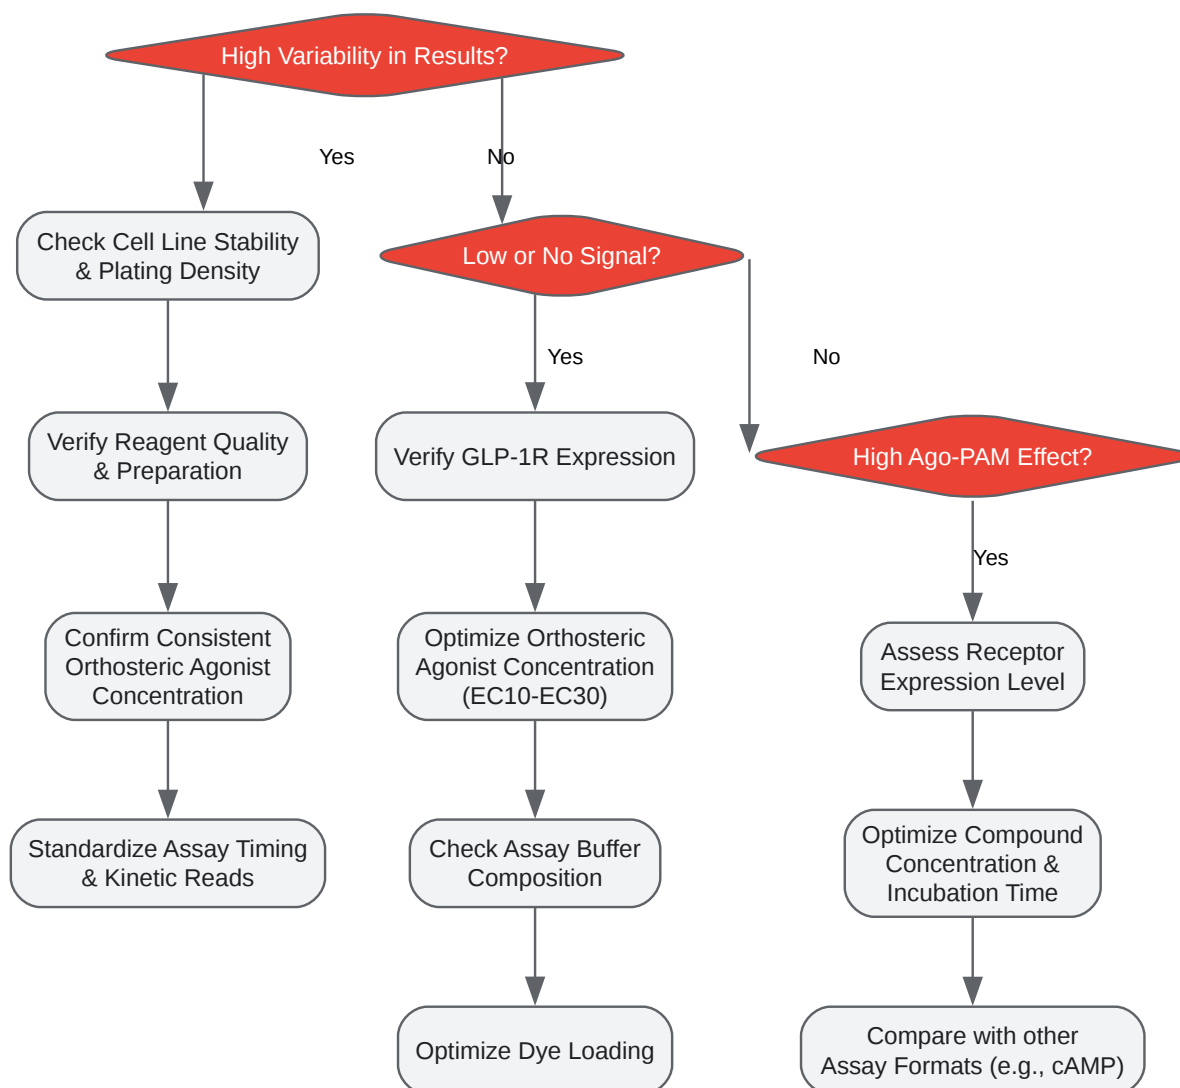 High Variability in Results?
Yes
No
Check Cell Line Stability
& Plating Density
Low or No Signal?
Yes
No
Verify Reagent Quality
& Preparation
Verify GLP-1R Expression
High Ago-PAM Effect?
Yes
Confirm Consistent
Orthosteric Agonist
Concentration
Optimize Orthosteric
Agonist Concentration
(EC10-EC30)
Assess Receptor
Expression Level
Standardize Assay Timing
& Kinetic Reads
Check Assay Buffer
Composition
Optimize Compound
Concentration &
Incubation Time
Optimize Dye Loading
Compare with other
Assay Formats (e.g., cAMP)